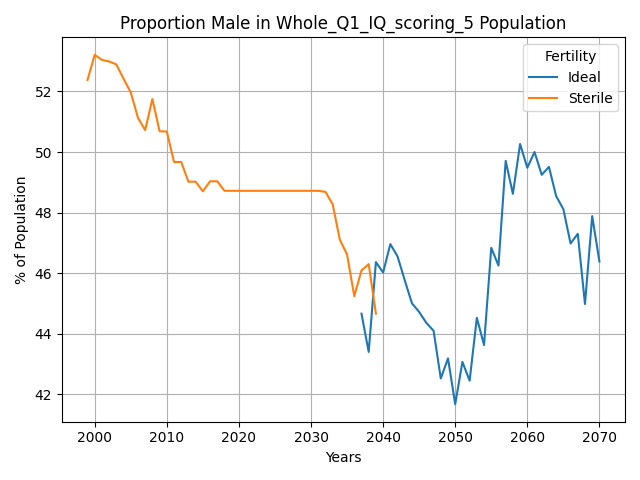 Proportion Male in Whole_Q1_IQ_scoring_5 Population
Fertility
Ideal
Sterile
% of Population
52
50
48
46
44
42
2000 2010 2020 2030 2040 2050 2060 2070
Years